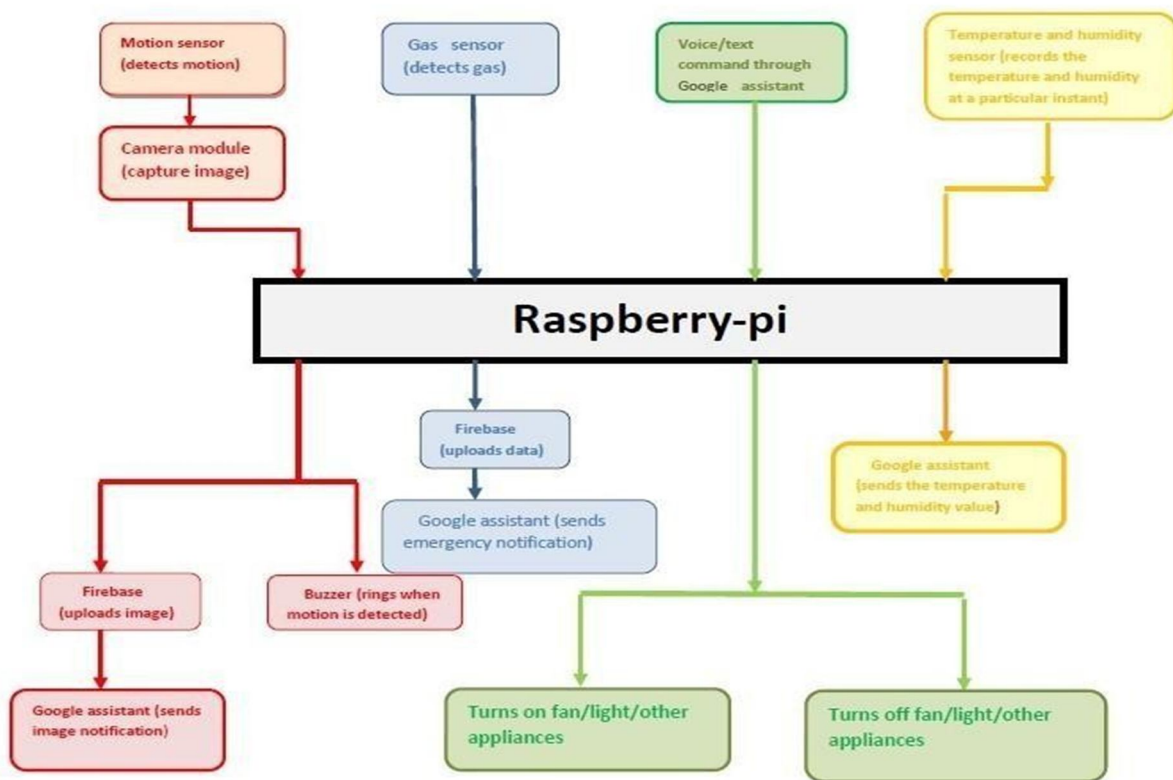 Motion sensor
(detects motion)
Gas sensor
(detects gas)
Voice/text
command through
Google assistant
Temperature and humidity
sensor (records the
temperature and humidity
at a particular instant)
Camera module
(capture image)
Raspberry-pi
Firebase
(uploads data)
Google assistant
(sends the temperature
and humidity value)
Google assistant (sends
emergency notification)
Firebase
(uploads image)
Buzzer (rings when
motion is detected)
Google assistant (sends
image notification)
Turns on fan/light/other
appliances
Turns off fan/light/other
appliances